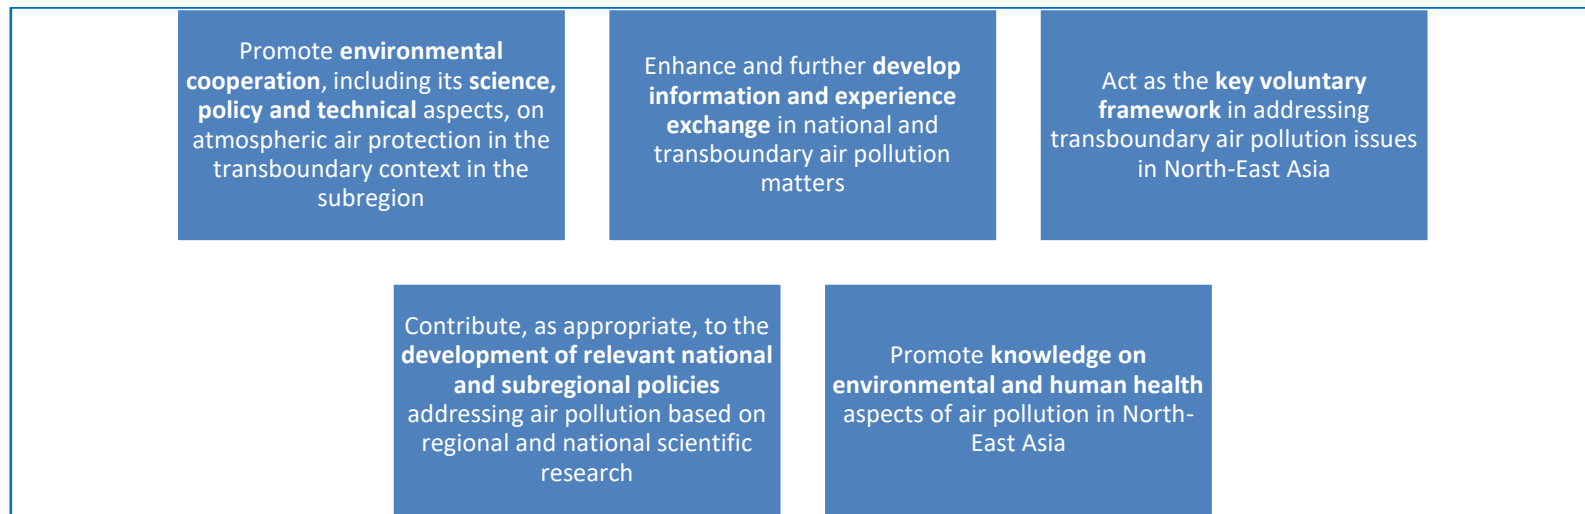 Promote environmental
cooperation, including its science,
policy and technical aspects, on
atmospheric air protection in the
transboundary context in the
subregion
Enhance and further develop
information and experience
exchange in national and
transboundary air pollution
matters
Act as the key voluntary
framework in addressing
transboundary air pollution issues
in North-East Asia
Contribute, as appropriate, to the
development of relevant national
and subregional policies
addressing air pollution based on
regional and national scientific
research
Promote knowledge on
environmental and human health
aspects of air pollution in North-
East Asia